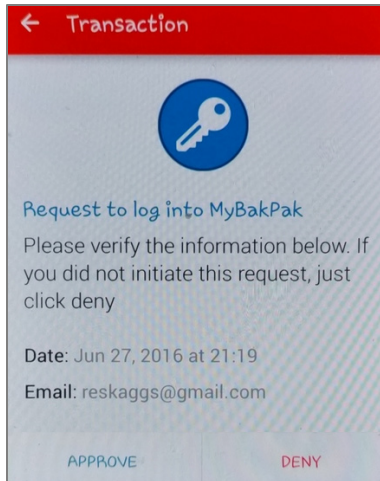 ← Transaction
Request to log into MyBakPak
Please verify the information below. If
you did not initiate this request, just
click deny
Date: Jun 27, 2016 at 21:19
Email: reskaggs@gmail.com
APPROVE DENY